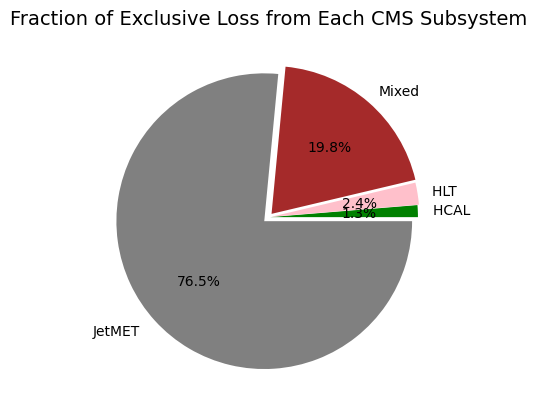 Fraction of Exclusive Loss from Each CMS Subsystem
Mixed
19.8%
HLT
2.4%
HCAL
1.3%
76.5%
JetMET